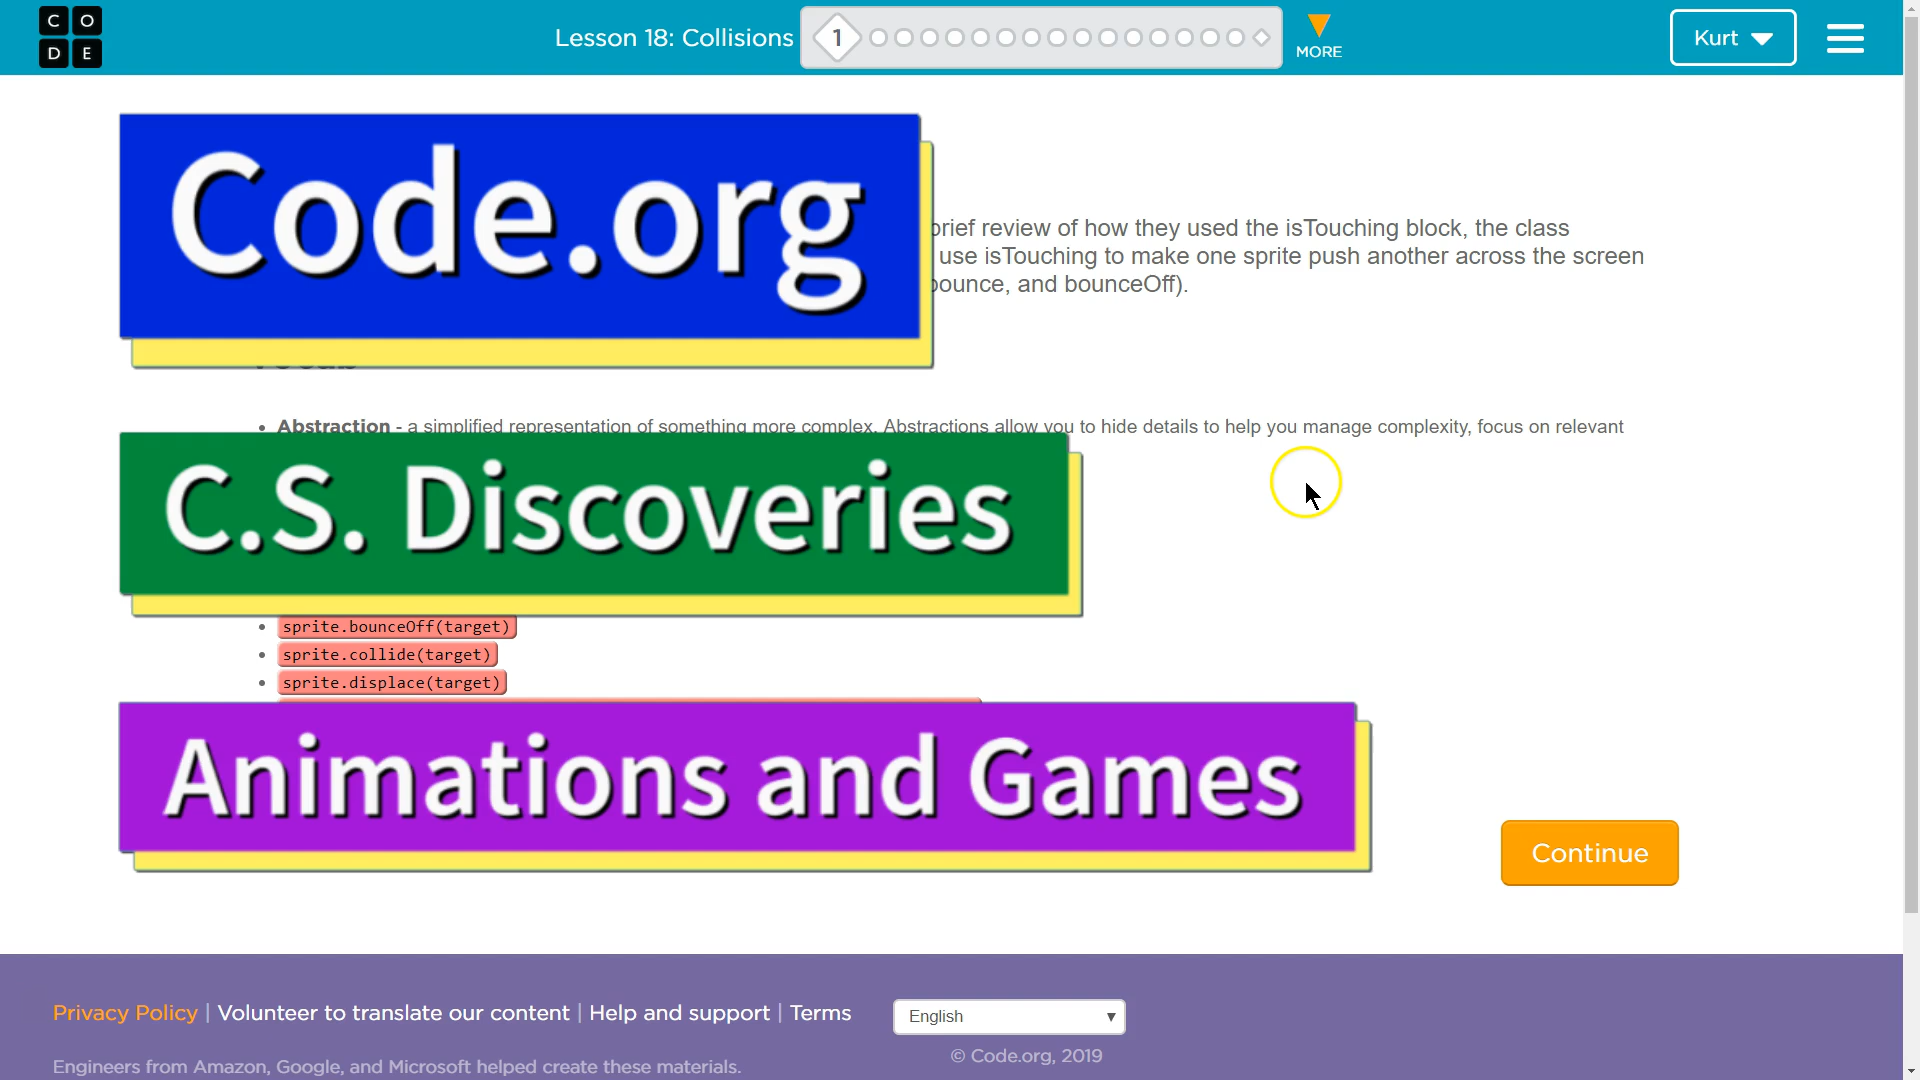 C O
D E
Lesson 18: Collisions
1
MORE
Kurt
Code.org
brief review of how they used the isTouching block, the class
use isTouching to make one sprite push another across the screen
bounce, and bounceOff).
Abstraction - a simplified representation of something more complex. Abstractions allow you to hide details to help you manage complexity, focus on relevant
C.S. Discoveries
sprite.bounceOff(target)
sprite.collide(target)
sprite.displace(target)
Animations and Games
Continue
Privacy Policy | Volunteer to translate our content | Help and support | Terms
English
© Code.org, 2019
Engineers from Amazon, Google, and Microsoft helped create these materials.